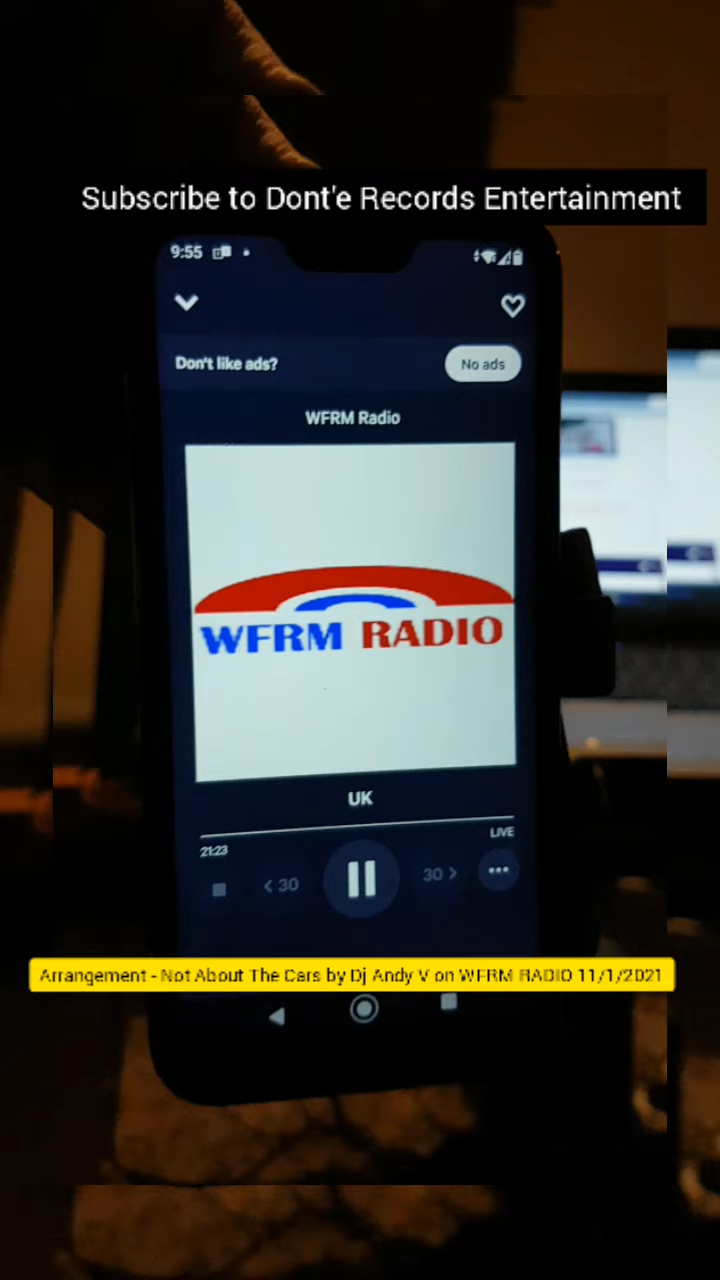 Subscribe to Dont'e Records Entertainment
9:55
Don't like ads?
No ads
WFRM Radio
WFRM RADIO
UK
LIVE
21:23
< 30
30 >
Arrangement - Not About The Cars by Dj Andy V on WFRM RADIO 11/1/2021